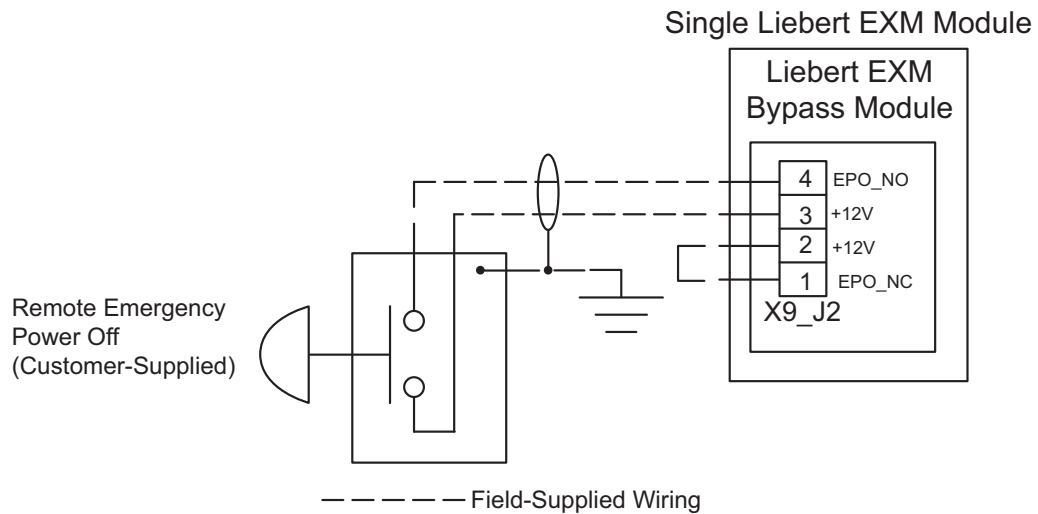 Single Liebert EXM Module
Liebert EXM
Bypass Module
4 EPO_NO
3 +12V
2 +12V
1 EPO_NC
X9_J2
Remote Emergency
Power Off
(Customer-Supplied)
Field-Supplied Wiring